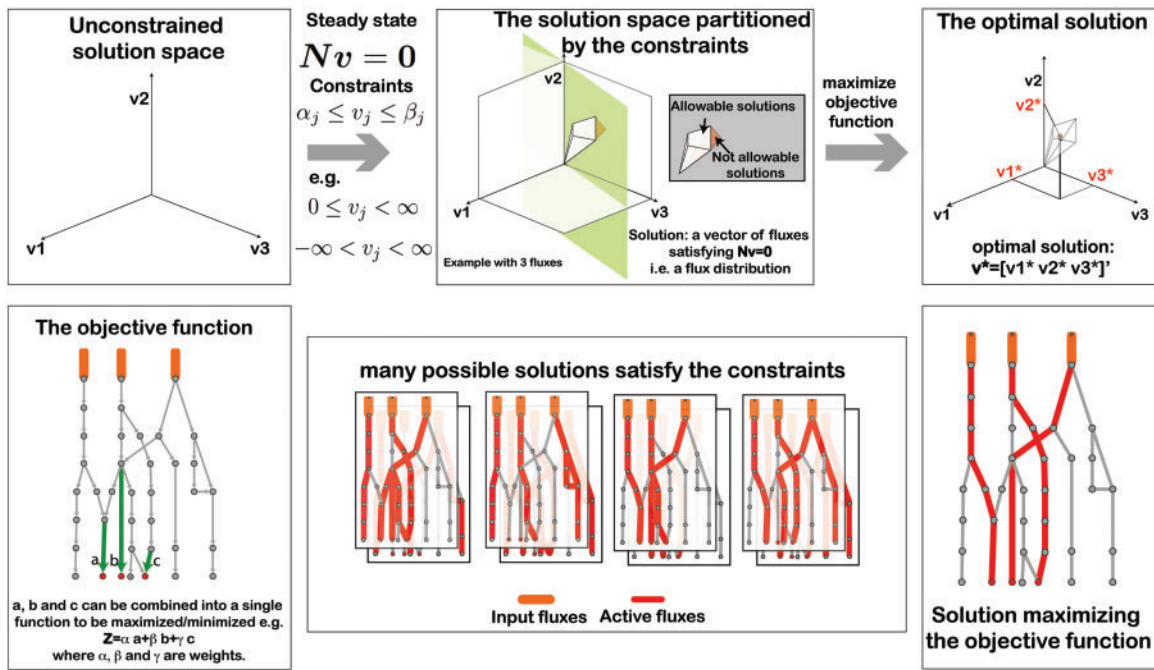 Unconstrained
solution space
v2
v1
v3
Steady state
Nv = 0
Constraints
αj ≤ vj ≤ βj
e.g.
0 ≤ vj < ∞
−∞ < vj < ∞
The solution space partitioned
by the constraints
v2
v1
v3
Allowable solutions
Not allowable
solutions
Solution: a vector of fluxes
satisfying Nv=0
i.e. a flux distribution
Example with 3 fluxes
maximize
objective
function
The optimal solution
v2
v2*
v1*
v3*
v1
v3
optimal solution:
v*=[v1* v2* v3*]'
The objective function
a
b
c
a, b and c can be combined into a single
function to be maximized/minimized e.g.
Z=α a+β b+γ c
where α, β and γ are weights.
many possible solutions satisfy the constraints
Input fluxes
Active fluxes
Solution maximizing
the objective function